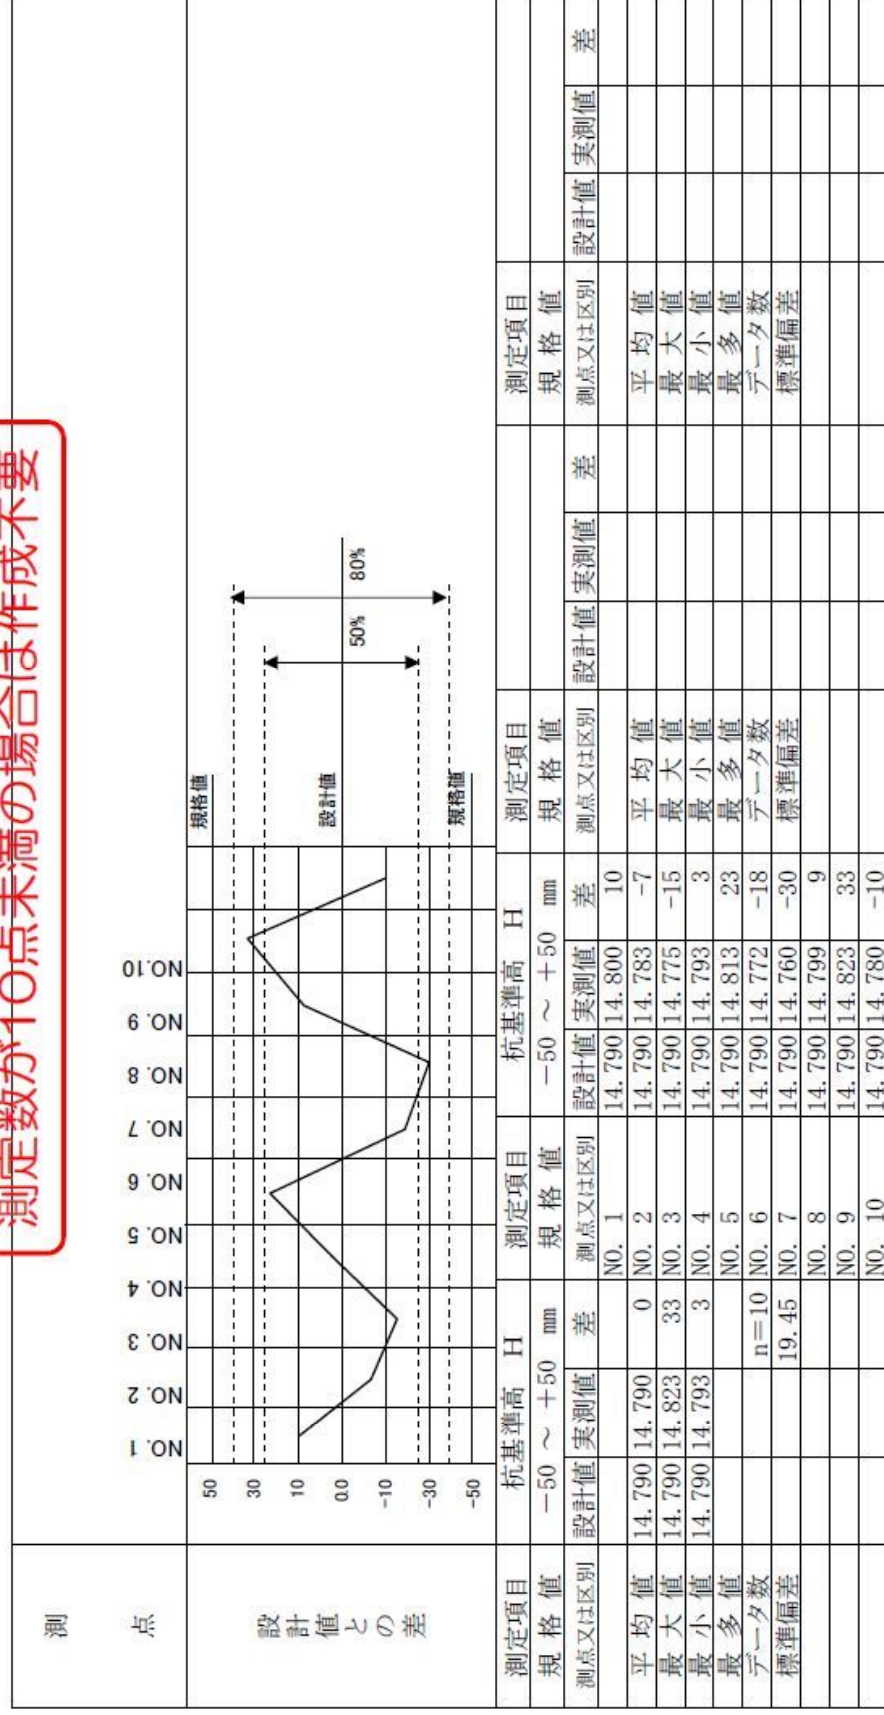 測定数が10点未満の場合は作成不要
測 点
NO. 1 NO. 2 NO. 3 NO. 4 NO. 5 NO. 6 NO. 7 NO. 8 NO. 9 NO.10
設計値との差
50
30
10
0.0
-10
-30
-50
規格値
設計値
規格値
50%
80%
測定項目 杭基準高 H 測定項目 杭基準高 H 測定項目 測定項目
規 格 値 -50 ~ +50 mm 規 格 値 -50 ~ +50 mm 規 格 値 規 格 値
測点又は区別 設計値 実測値 差 測点又は区別 設計値 実測値 差 測点又は区別 設計値 実測値 差 測点又は区別 設計値 実測値 差
NO. 1 14.790 14.800 10
平 均 値 14.790 14.790 0 NO. 2 14.790 14.783 -7 平 均 値 平 均 値
最 大 値 14.790 14.823 33 NO. 3 14.790 14.775 -15 最 大 値 最 大 値
最 小 値 14.790 14.793 3 NO. 4 14.790 14.793 3 最 小 値 最 小 値
最 多 値 NO. 5 14.790 14.813 23 最 多 値 最 多 値
データ数 n=10 NO. 6 14.790 14.772 -18 データ数 データ数
標準偏差 19.45 NO. 7 14.790 14.760 -30 標準偏差 標準偏差
NO. 8 14.790 14.799 9
NO. 9 14.790 14.823 33
NO. 10 14.790 14.780 -10